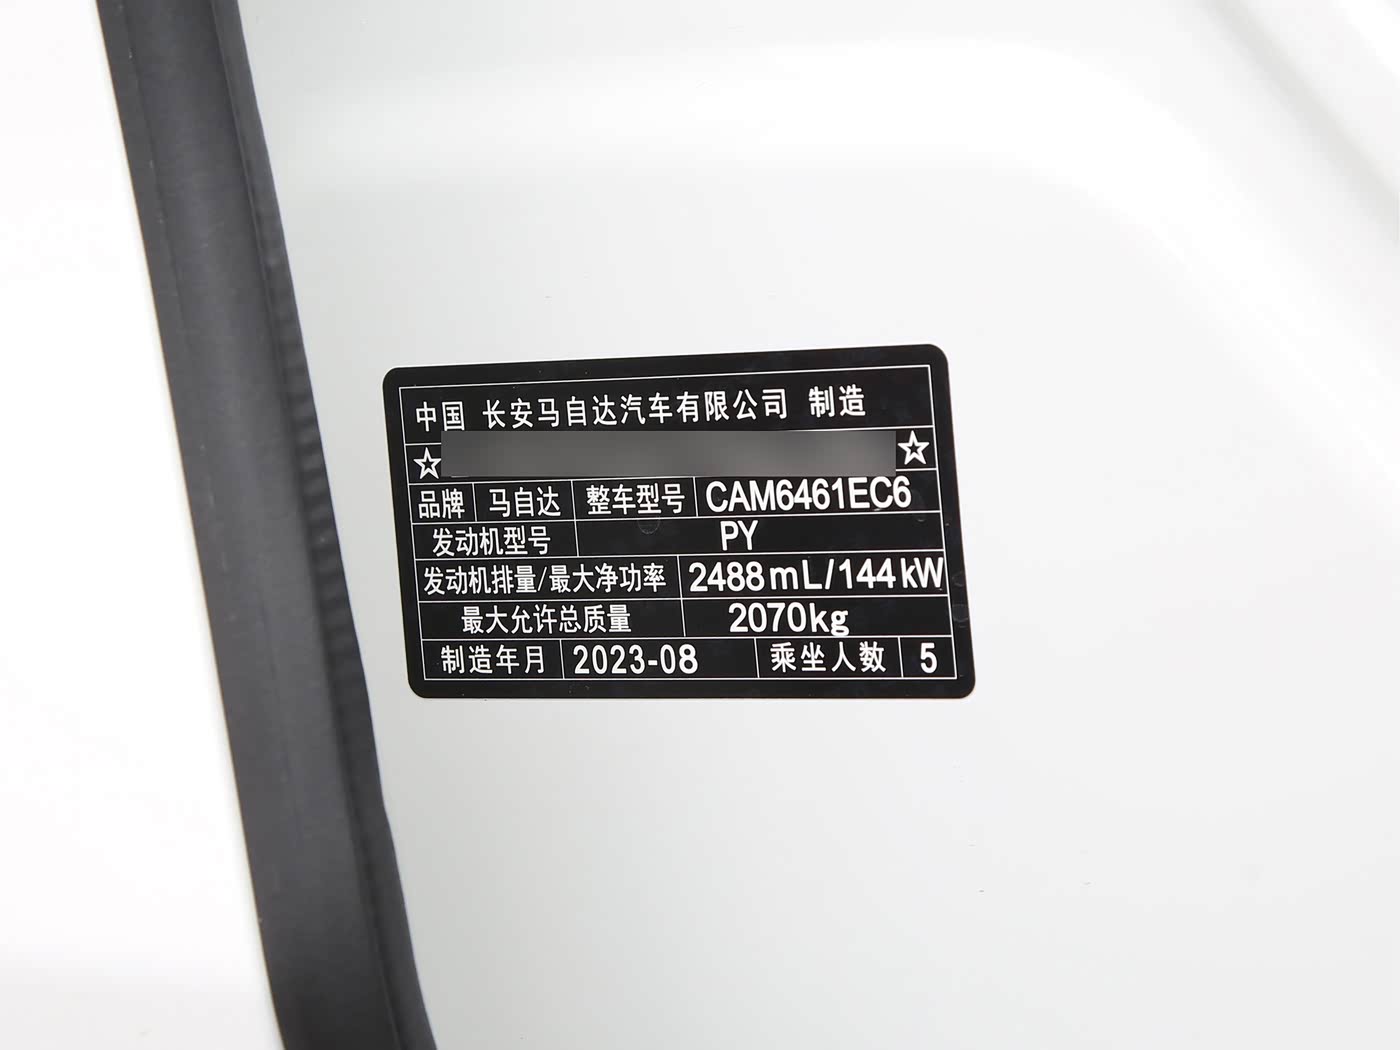 中国 长安马自达汽车有限公司 制造
☆ ☆
品牌 马自达 整车型号 CAM6461EC6
发动机型号 PY
发动机排量/最大净功率 2488mL/144kW
最大允许总质量 2070kg
制造年月 2023-08 乘坐人数 5